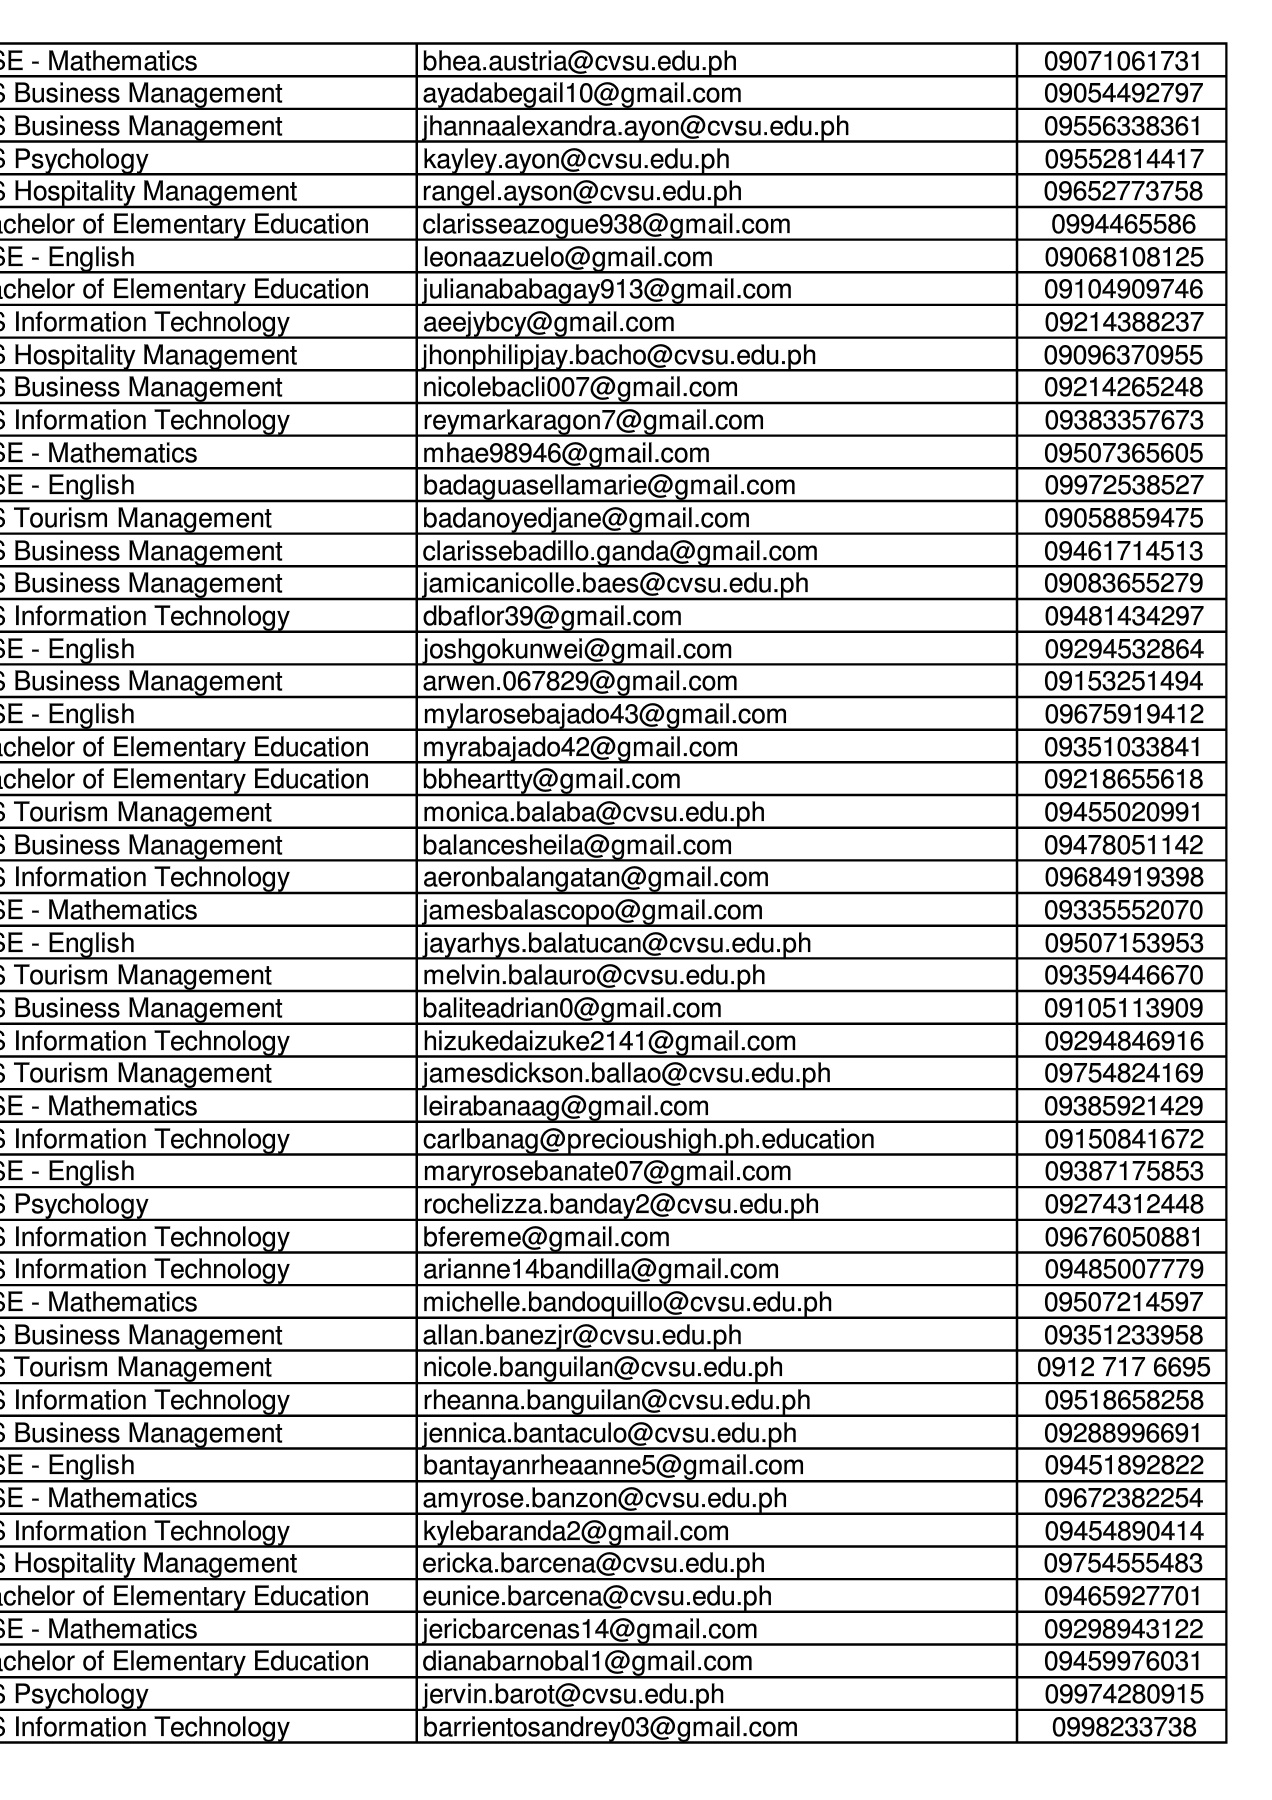 SE - Mathematics bhea.austria@cvsu.edu.ph 09071061731
S Business Management ayadabegail10@gmail.com 09054492797
S Business Management jhannaalexandra.ayon@cvsu.edu.ph 09556338361
S Psychology kayley.ayon@cvsu.edu.ph 09552814417
S Hospitality Management rangel.ayson@cvsu.edu.ph 09652773758
achelor of Elementary Education clarisseazogue938@gmail.com 0994465586
SE - English leonaazuelo@gmail.com 09068108125
achelor of Elementary Education julianababagay913@gmail.com 09104909746
S Information Technology aeejybcy@gmail.com 09214388237
S Hospitality Management jhonphilipjay.bacho@cvsu.edu.ph 09096370955
S Business Management nicolebacli007@gmail.com 09214265248
S Information Technology reymarkaragon7@gmail.com 09383357673
SE - Mathematics mhae98946@gmail.com 09507365605
SE - English badaguasellamarie@gmail.com 09972538527
S Tourism Management badanoyedjane@gmail.com 09058859475
S Business Management clarissebadillo.ganda@gmail.com 09461714513
S Business Management jamicanicolle.baes@cvsu.edu.ph 09083655279
S Information Technology dbaflor39@gmail.com 09481434297
SE - English joshgokunwei@gmail.com 09294532864
S Business Management arwen.067829@gmail.com 09153251494
SE - English mylarosebajado43@gmail.com 09675919412
achelor of Elementary Education myrabajado42@gmail.com 09351033841
achelor of Elementary Education bbheartty@gmail.com 09218655618
S Tourism Management monica.balaba@cvsu.edu.ph 09455020991
S Business Management balancesheila@gmail.com 09478051142
S Information Technology aeronbalangatan@gmail.com 09684919398
SE - Mathematics jamesbalascopo@gmail.com 09335552070
SE - English jayarhys.balatucan@cvsu.edu.ph 09507153953
S Tourism Management melvin.balauro@cvsu.edu.ph 09359446670
S Business Management baliteadrian0@gmail.com 09105113909
S Information Technology hizukedaizuke2141@gmail.com 09294846916
S Tourism Management jamesdickson.ballao@cvsu.edu.ph 09754824169
SE - Mathematics leirabanaag@gmail.com 09385921429
S Information Technology carlbanag@precioushigh.ph.education 09150841672
SE - English maryrosebanate07@gmail.com 09387175853
S Psychology rochelizza.banday2@cvsu.edu.ph 09274312448
S Information Technology bfereme@gmail.com 09676050881
S Information Technology arianne14bandilla@gmail.com 09485007779
SE - Mathematics michelle.bandoquillo@cvsu.edu.ph 09507214597
S Business Management allan.banezjr@cvsu.edu.ph 09351233958
S Tourism Management nicole.banguilan@cvsu.edu.ph 0912 717 6695
S Information Technology rheanna.banguilan@cvsu.edu.ph 09518658258
S Business Management jennica.bantaculo@cvsu.edu.ph 09288996691
SE - English bantayanrheaanne5@gmail.com 09451892822
SE - Mathematics amyrose.banzon@cvsu.edu.ph 09672382254
S Information Technology kylebaranda2@gmail.com 09454890414
S Hospitality Management ericka.barcena@cvsu.edu.ph 09754555483
achelor of Elementary Education eunice.barcena@cvsu.edu.ph 09465927701
SE - Mathematics jericbarcenas14@gmail.com 09298943122
achelor of Elementary Education dianabarnobal1@gmail.com 09459976031
S Psychology jervin.barot@cvsu.edu.ph 09974280915
S Information Technology barrientosandrey03@gmail.com 0998233738